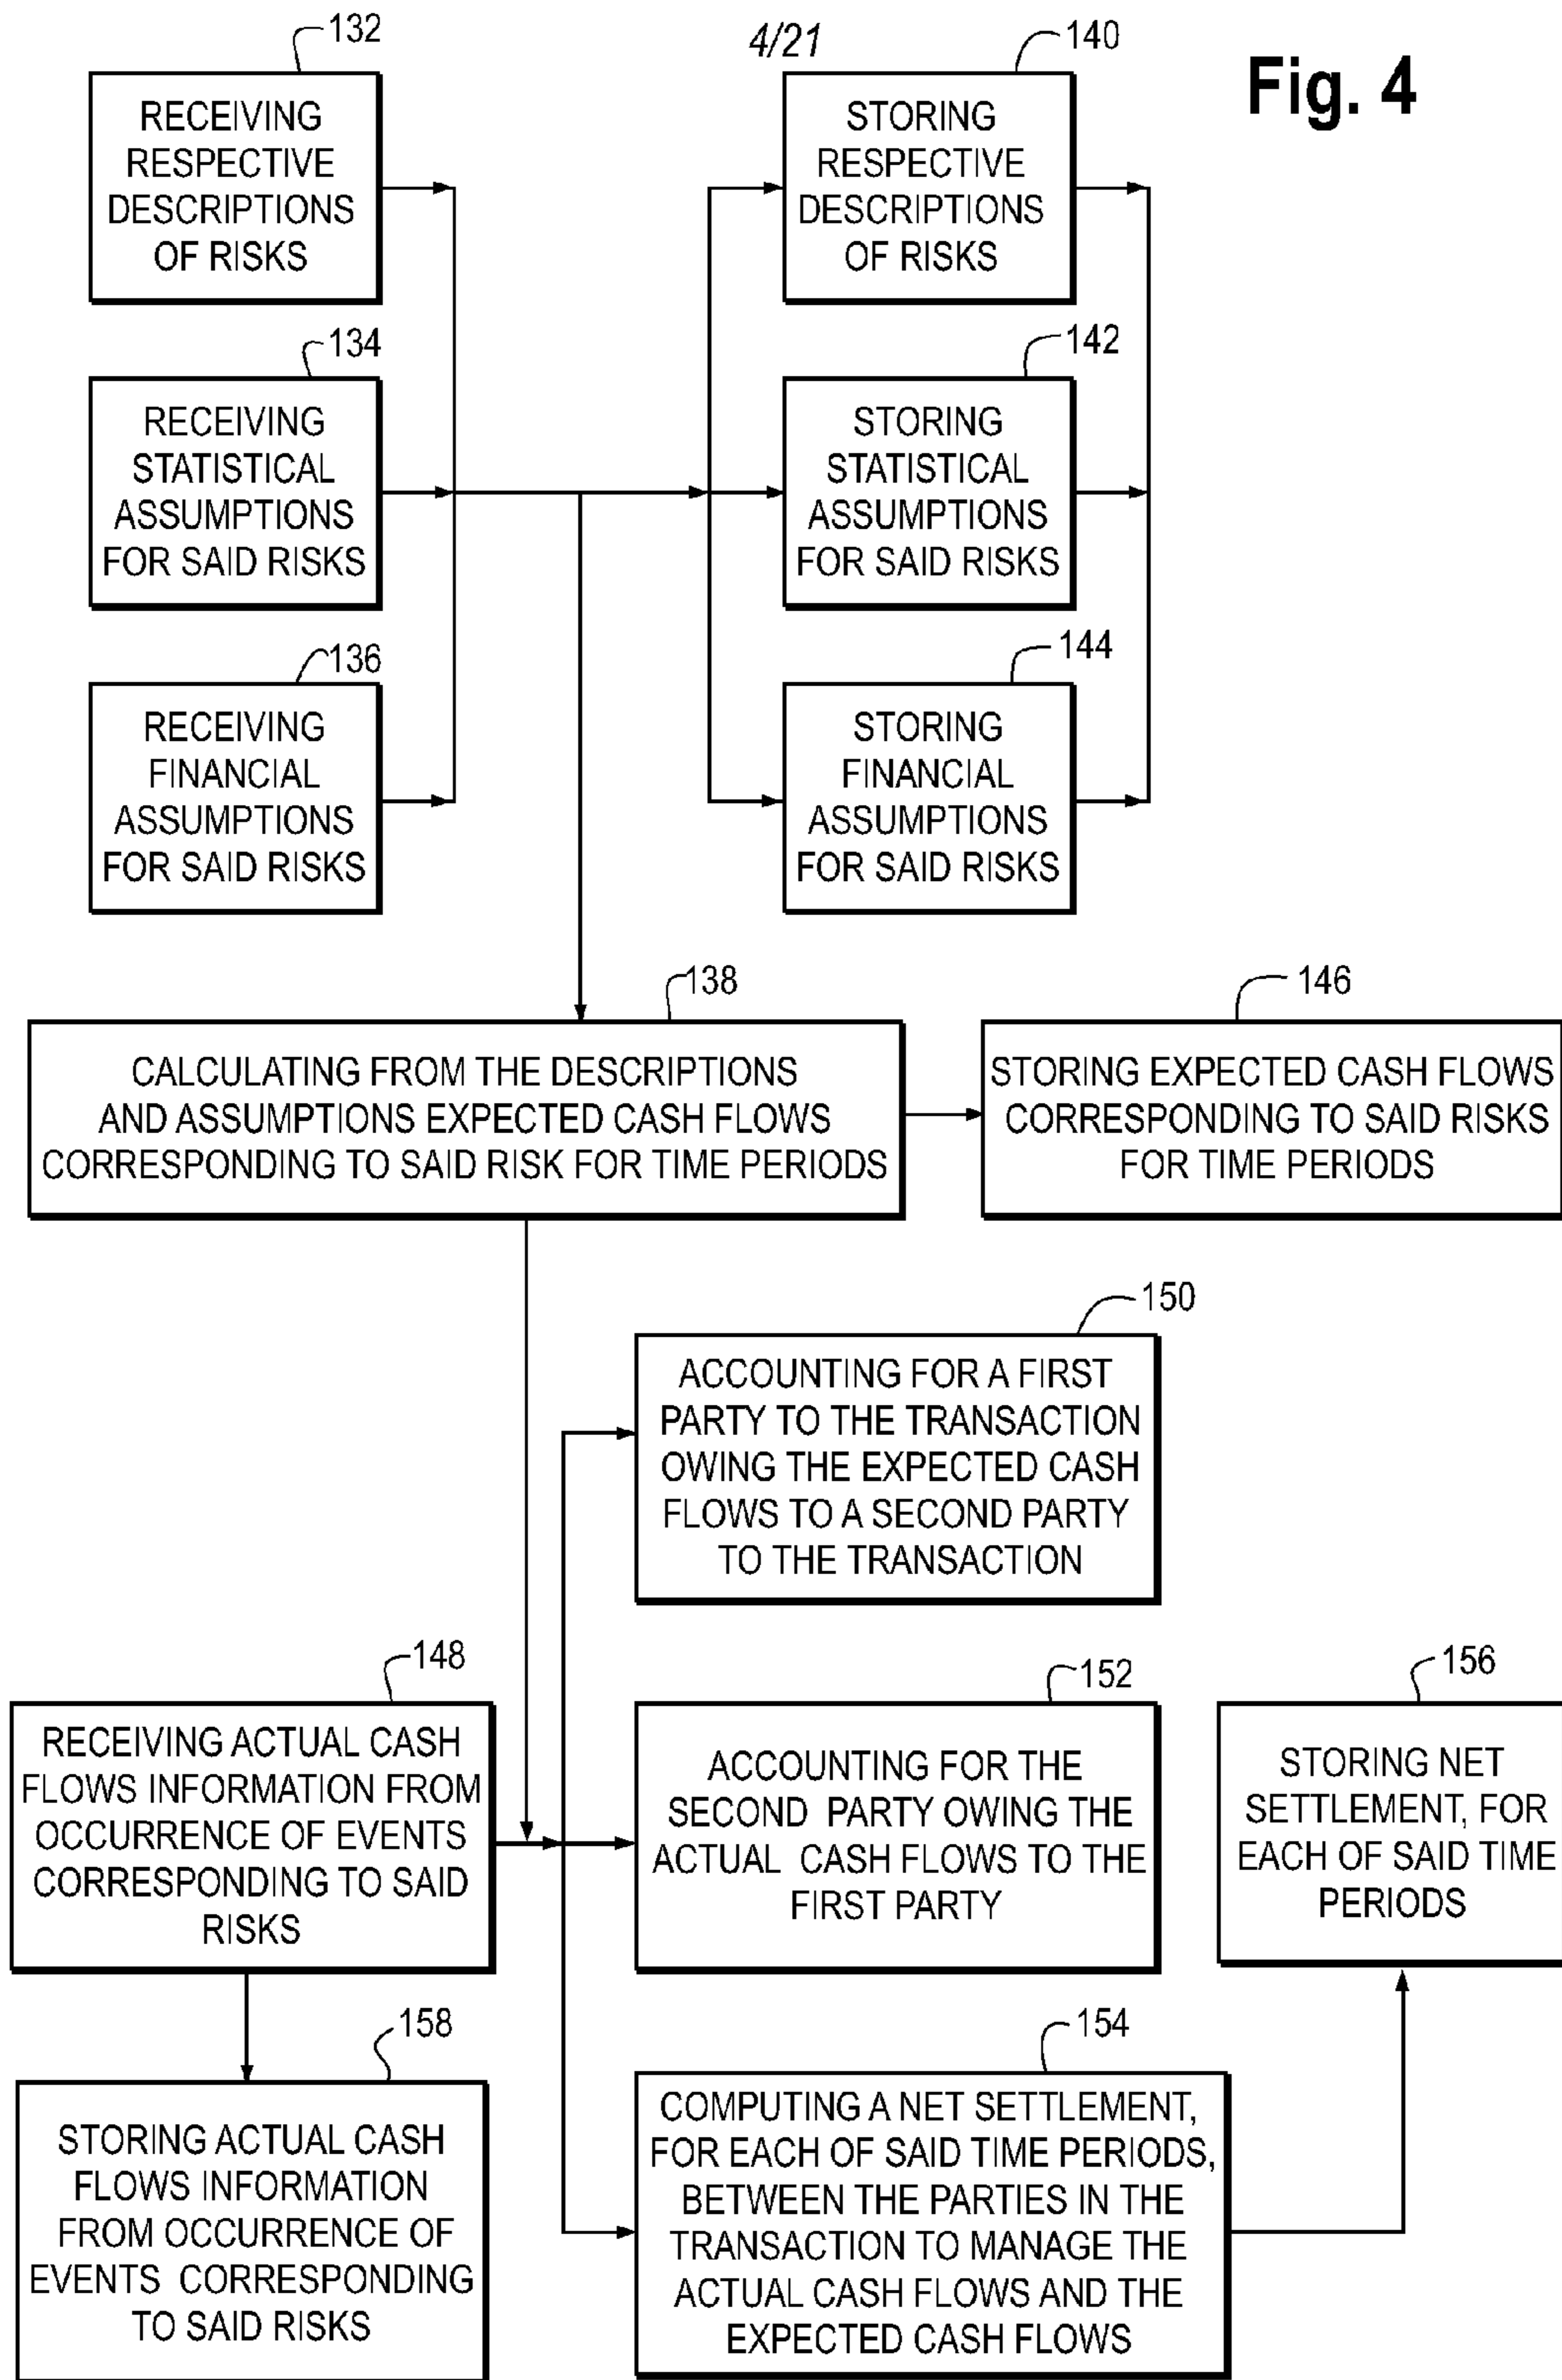 4/21
Fig. 4
132
RECEIVING
RESPECTIVE
DESCRIPTIONS
OF RISKS
140
STORING
RESPECTIVE
DESCRIPTIONS
OF RISKS
134
RECEIVING
STATISTICAL
ASSUMPTIONS
FOR SAID RISKS
142
STORING
STATISTICAL
ASSUMPTIONS
FOR SAID RISKS
136
RECEIVING
FINANCIAL
ASSUMPTIONS
FOR SAID RISKS
144
STORING
FINANCIAL
ASSUMPTIONS
FOR SAID RISKS
138
CALCULATING FROM THE DESCRIPTIONS
AND ASSUMPTIONS EXPECTED CASH FLOWS
CORRESPONDING TO SAID RISK FOR TIME PERIODS
146
STORING EXPECTED CASH FLOWS
CORRESPONDING TO SAID RISKS
FOR TIME PERIODS
150
ACCOUNTING FOR A FIRST
PARTY TO THE TRANSACTION
OWING THE EXPECTED CASH
FLOWS TO A SECOND PARTY
TO THE TRANSACTION
148
RECEIVING ACTUAL CASH
FLOWS INFORMATION FROM
OCCURRENCE OF EVENTS
CORRESPONDING TO SAID
RISKS
152
ACCOUNTING FOR THE
SECOND PARTY OWING THE
ACTUAL CASH FLOWS TO THE
FIRST PARTY
156
STORING NET
SETTLEMENT, FOR
EACH OF SAID TIME
PERIODS
158
STORING ACTUAL CASH
FLOWS INFORMATION
FROM OCCURRENCE OF
EVENTS CORRESPONDING
TO SAID RISKS
154
COMPUTING A NET SETTLEMENT,
FOR EACH OF SAID TIME PERIODS,
BETWEEN THE PARTIES IN THE
TRANSACTION TO MANAGE THE
ACTUAL CASH FLOWS AND THE
EXPECTED CASH FLOWS